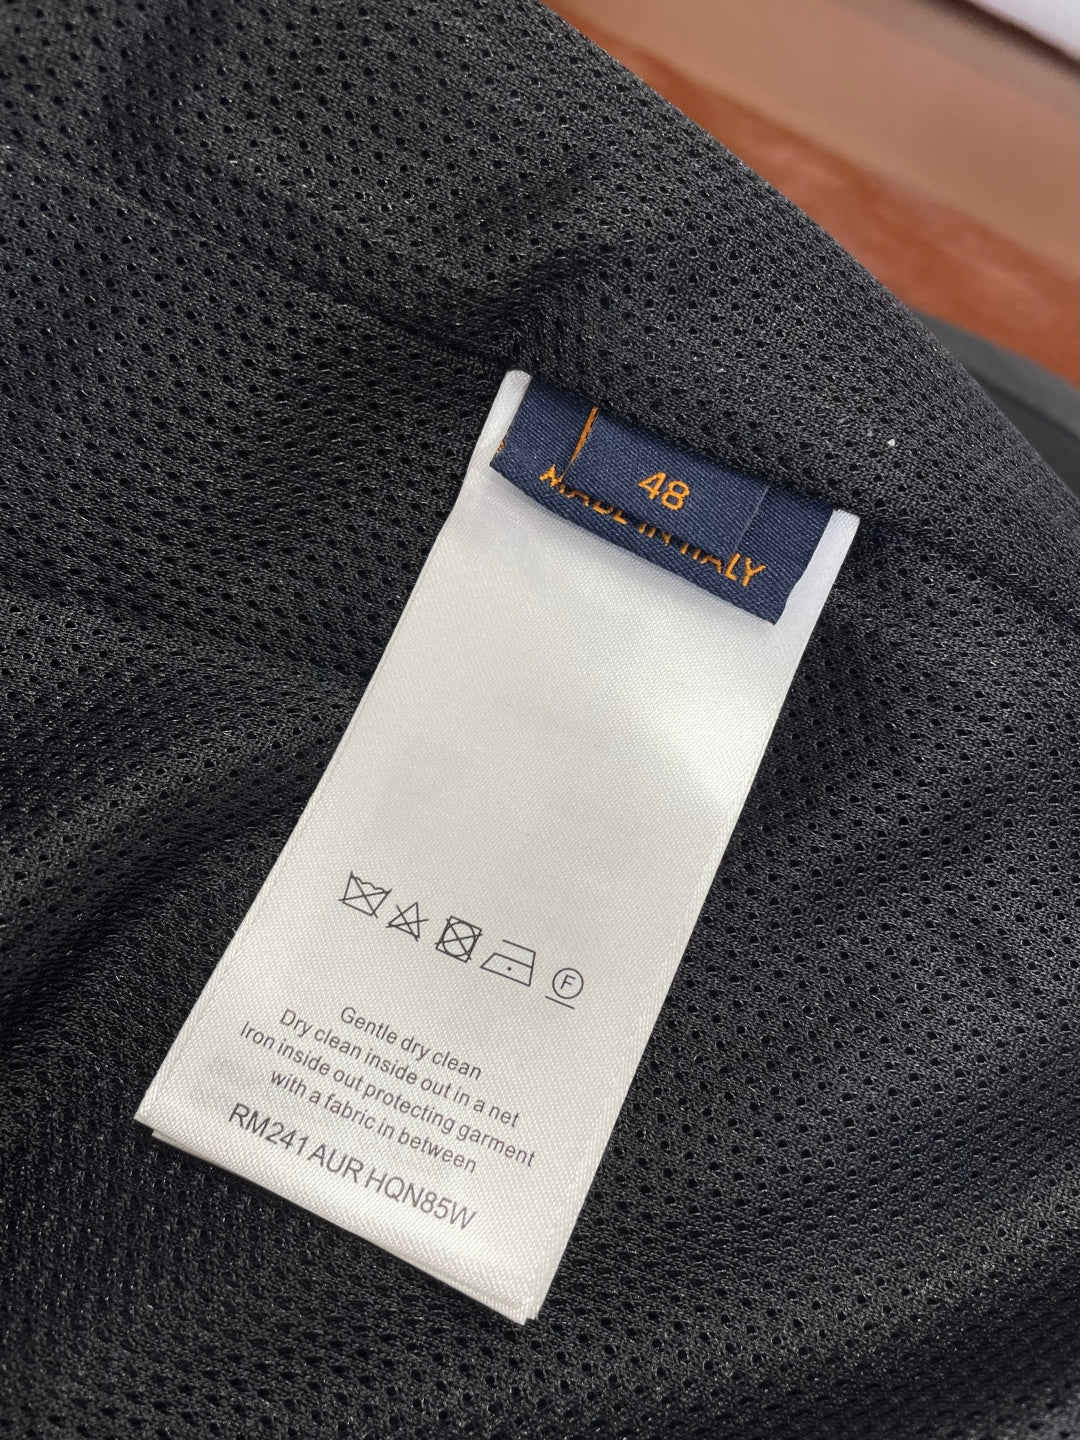 48
MADE IN ITALY
F
Gentle dry clean
Dry clean inside out in a net
Iron inside out protecting garment
with a fabric in between
RM241 AUR HQN85W